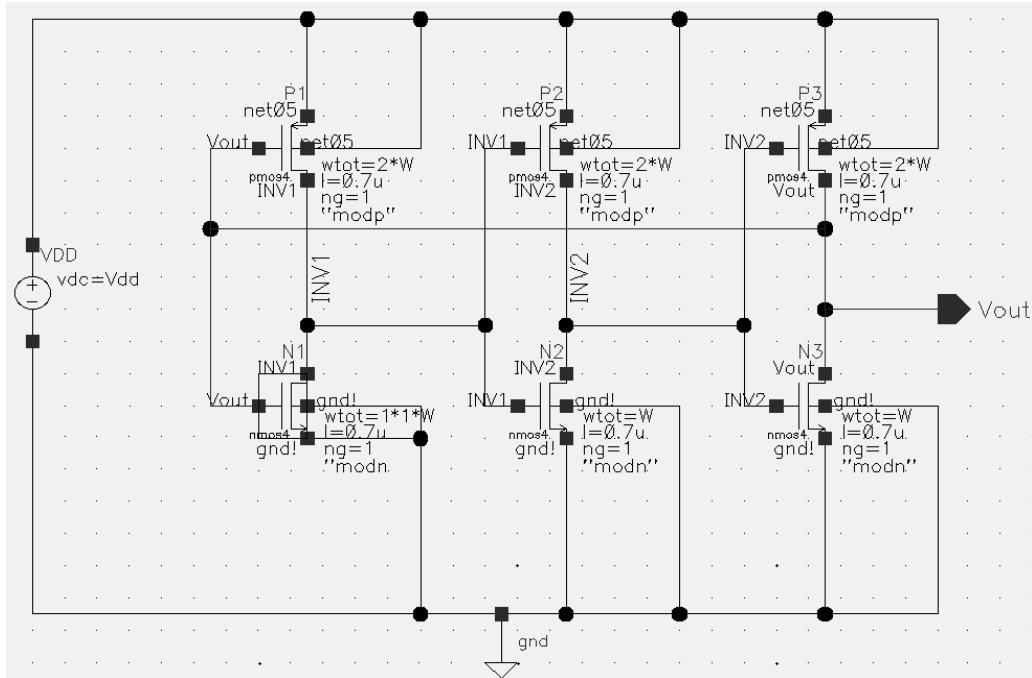 P1
net05
Vout
net05
pmos4
INV1
wtot=2*W
l=0.7u
ng=1
"modp"
P2
net05
INV1
net05
pmos4
INV2
wtot=2*W
l=0.7u
ng=1
"modp"
P3
net05
INV2
net05
pmos4
Vout
wtot=2*W
l=0.7u
ng=1
"modp"
VDD
vdc=Vdd
INV1
INV2
Vout
N1
INV1
Vout
gnd!
nmos4
gnd!
wtot=1*1*W
l=0.7u
ng=1
"modn
N2
INV2
INV1
gnd!
nmos4
gnd!
wtot=W
l=0.7u
ng=1
"modn"
N3
Vout
INV2
gnd!
nmos4
gnd!
wtot=W
l=0.7u
ng=1
"modn"
gnd